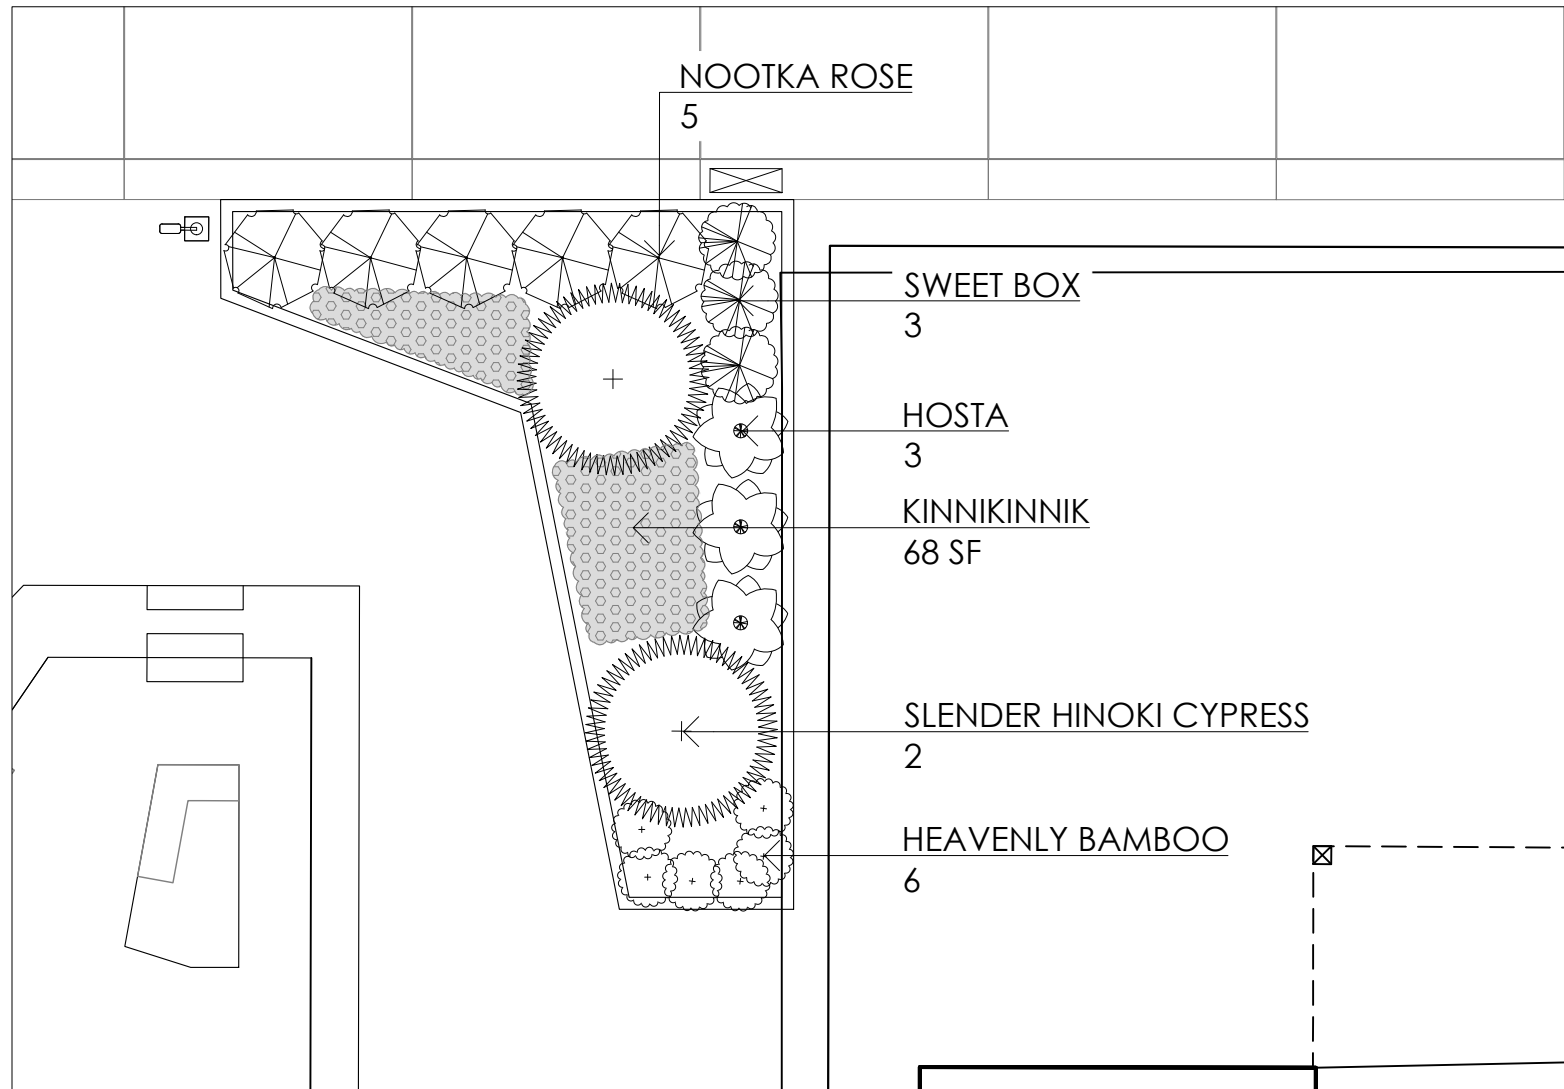 NOOTKA ROSE
5
SWEET BOX
3
HOSTA
3
KINNIKINNIK
68 SF
SLENDER HINOKI CYPRESS
2
HEAVENLY BAMBOO
6